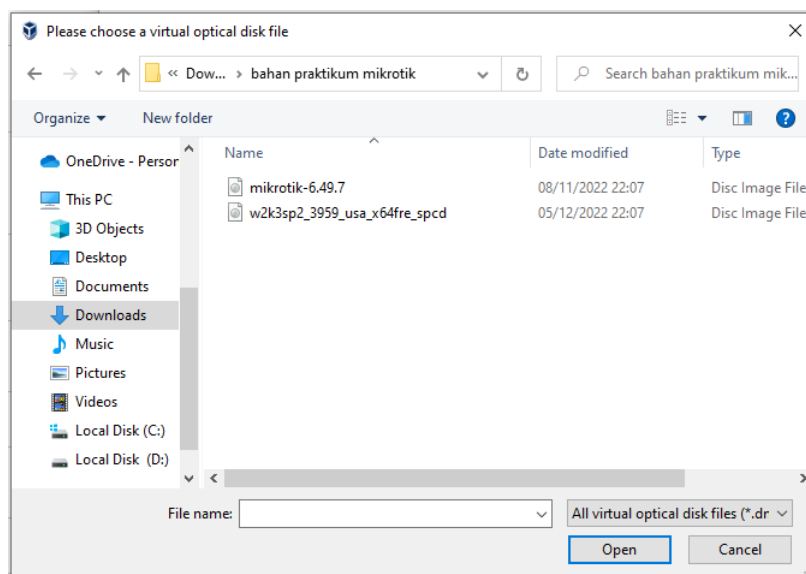 Please choose a virtual optical disk file
« Dow... › bahan praktikum mikrotik
Search bahan praktikum mik...
Organize
New folder
Name
Date modified
Type
OneDrive - Person
This PC
3D Objects
Desktop
Documents
Downloads
Music
Pictures
Videos
Local Disk (C:)
Local Disk (D:)
mikrotik-6.49.7 08/11/2022 22:07 Disc Image File
w2k3sp2_3959_usa_x64fre_spcd 05/12/2022 22:07 Disc Image File
File name:
All virtual optical disk files (*.dr
Open
Cancel